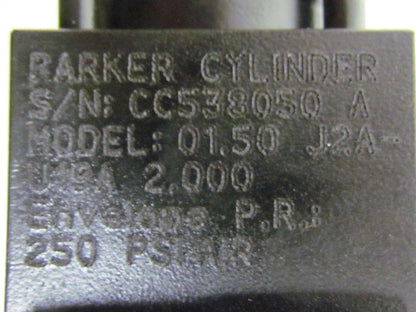 PARKER CYLINDER
S/N: CC538050 A
MODEL: 01.50 J2A-
U19A 2.000
Envelope P.R.:
250 PSI AIR